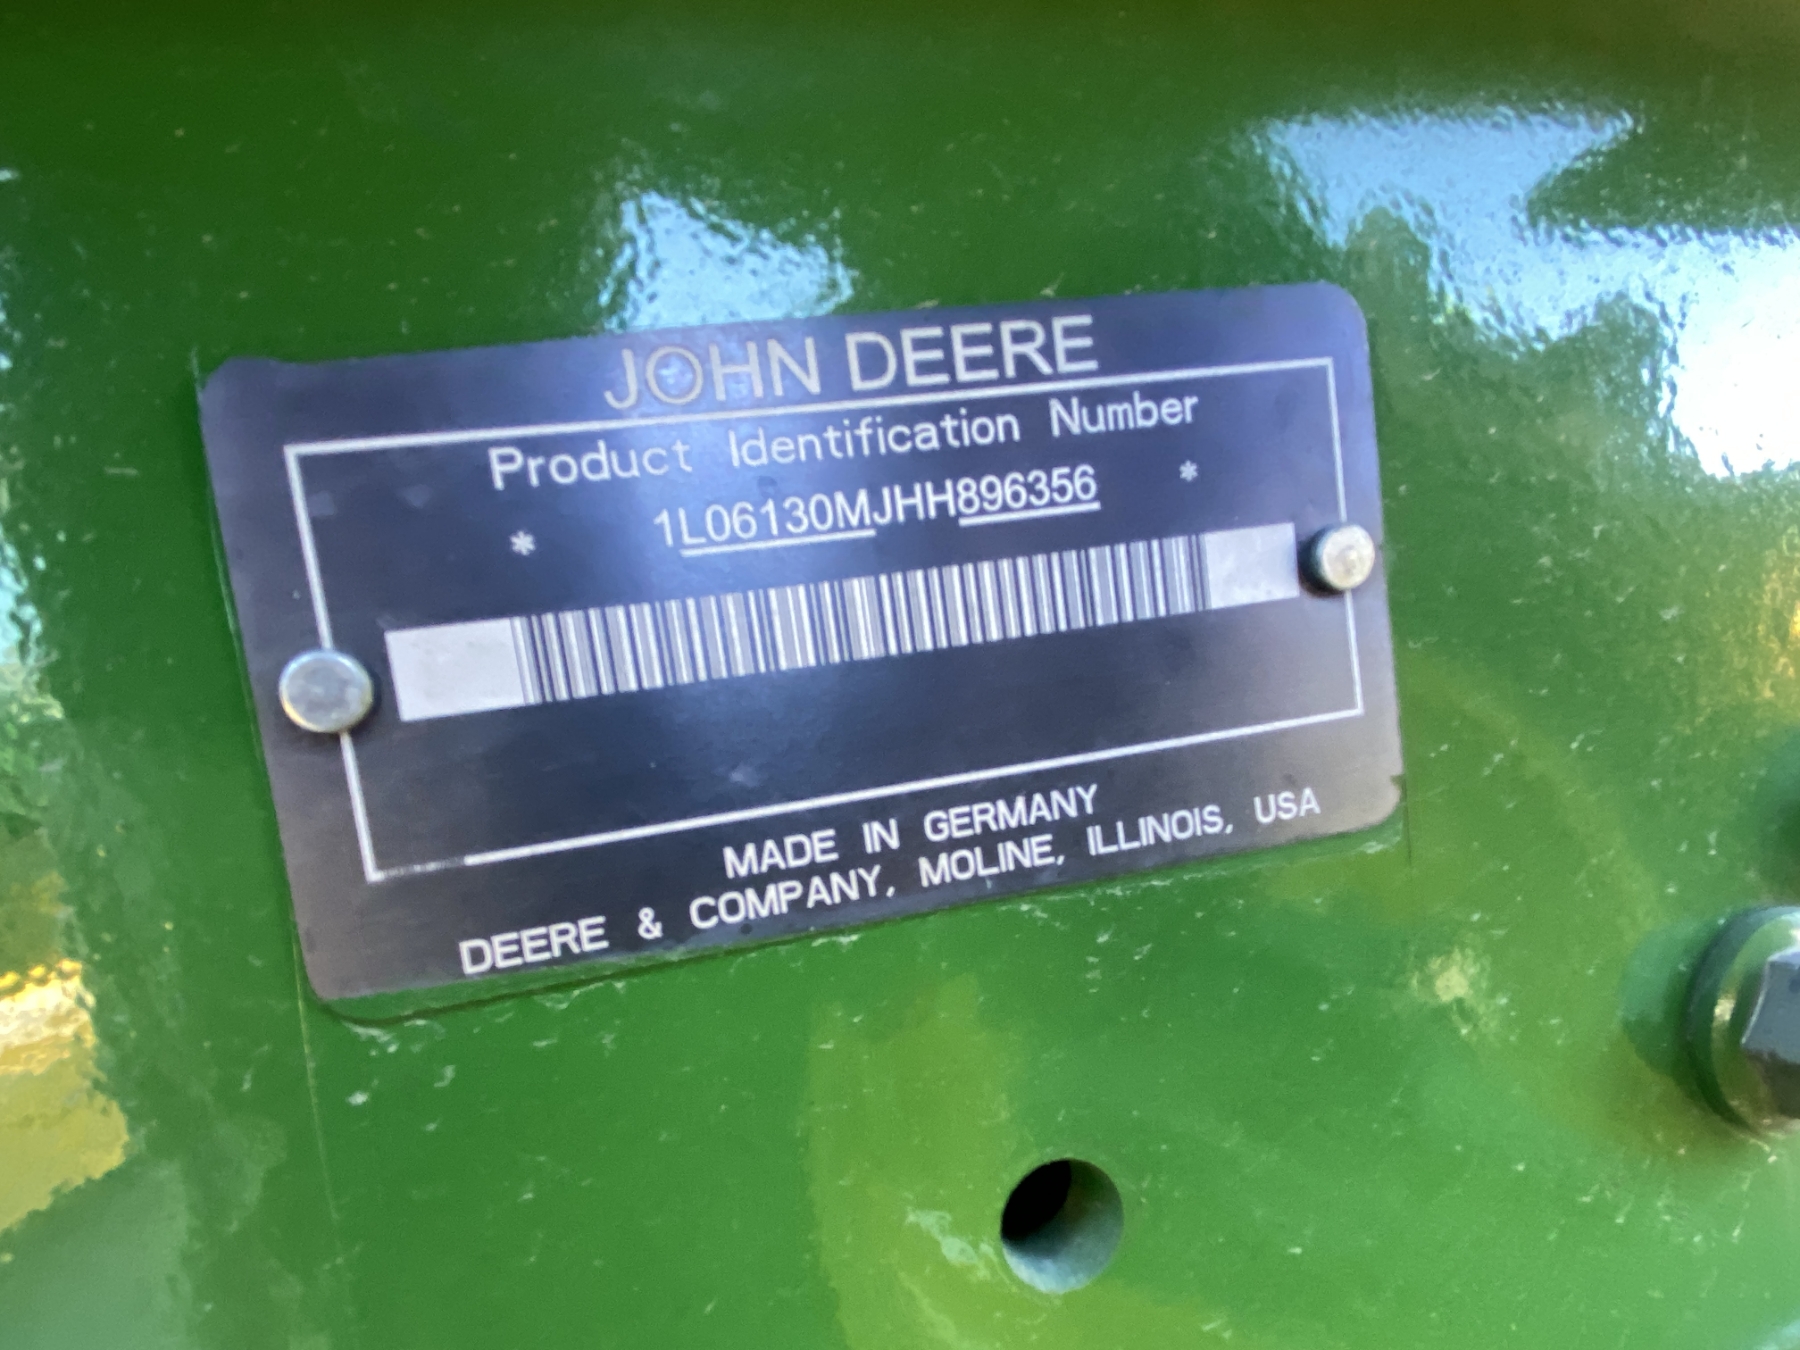 JOHN DEERE
Product Identification Number
* 1L06130MJHH896356 *
MADE IN GERMANY
DEERE & COMPANY, MOLINE, ILLINOIS, USA